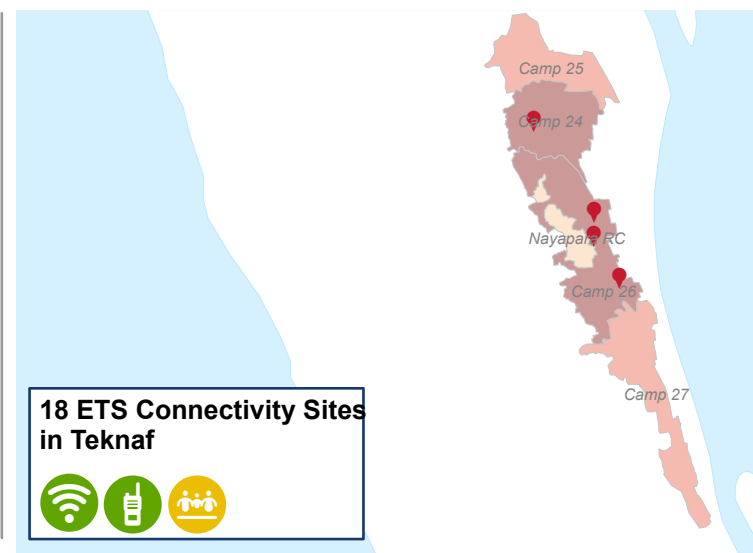 Camp 25
Camp 24
Nayapara RC
Camp 26
Camp 27
18 ETS Connectivity Sites
in Teknaf